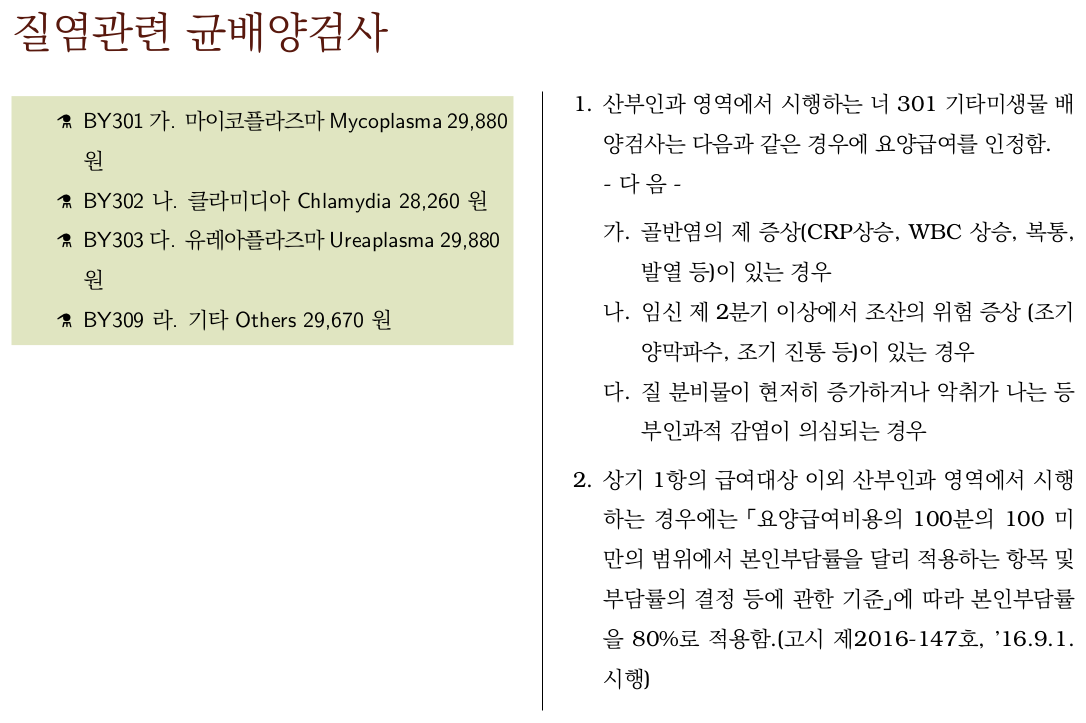 질염관련 균배양검사
BY301 가. 마이코플라즈마 Mycoplasma 29,880
원
BY302 나. 클라미디아 Chlamydia 28,260 원
BY303 다. 유레아플라즈마 Ureaplasma 29,880
원
BY309 라. 기타 Others 29,670 원
1. 산부인과 영역에서 시행하는 너 301 기타미생물 배
양검사는 다음과 같은 경우에 요양급여를 인정함.
- 다 음 -
가. 골반염의 제 증상(CRP상승, WBC 상승, 복통,
발열 등)이 있는 경우
나. 임신 제 2분기 이상에서 조산의 위험 증상 (조기
양막파수, 조기 진통 등)이 있는 경우
다. 질 분비물이 현저히 증가하거나 악취가 나는 등
부인과적 감염이 의심되는 경우
2. 상기 1항의 급여대상 이외 산부인과 영역에서 시행
하는 경우에는 「요양급여비용의 100분의 100 미
만의 범위에서 본인부담률을 달리 적용하는 항목 및
부담률의 결정 등에 관한 기준」에 따라 본인부담률
을 80%로 적용함.(고시 제2016-147호, ’16.9.1.
시행)